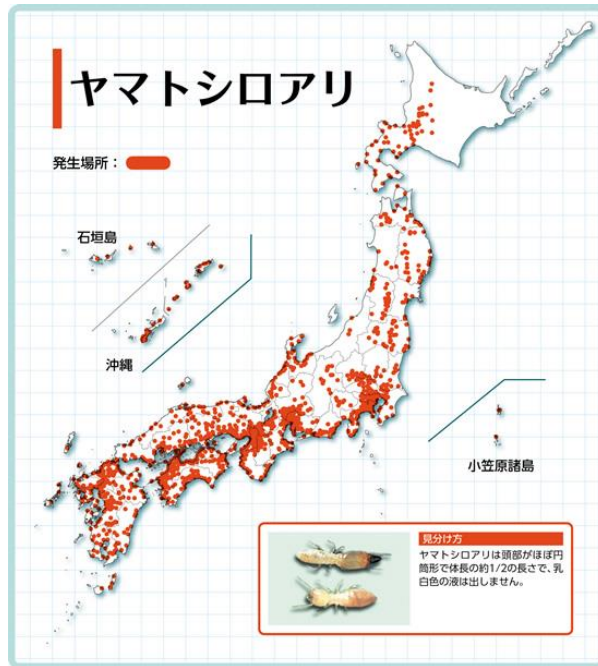 ヤマトシロアリ
発生場所：
石垣島
沖縄
小笠原諸島
見分け方
ヤマトシロアリは頭部がほぼ円
筒形で体長の約1/2の長さで、乳
白色の液は出しません。